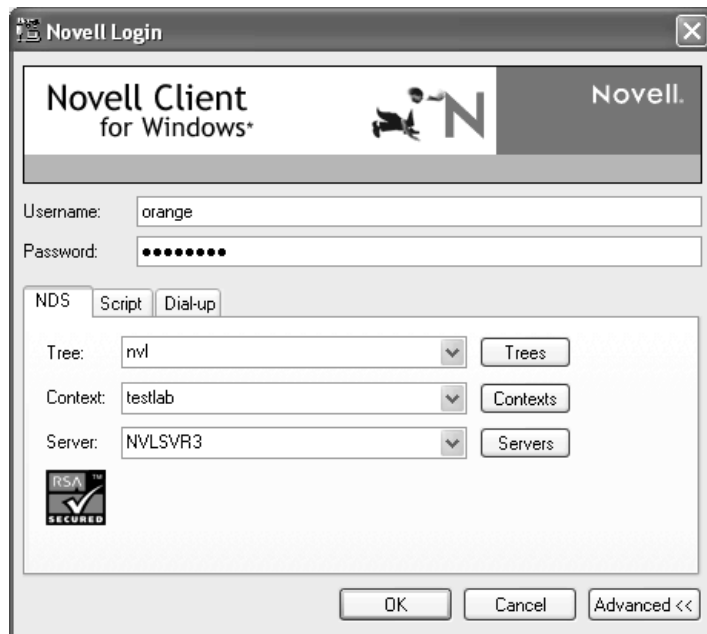 Novell Login
Novell Client
for Windows*
N
Novell.
Username: orange
Password: ••••••••
NDS Script Dial-up
Tree: nvl Trees
Context: testlab Contexts
Server: NVLSVR3 Servers
RSA ™
SECURED
OK Cancel Advanced <<